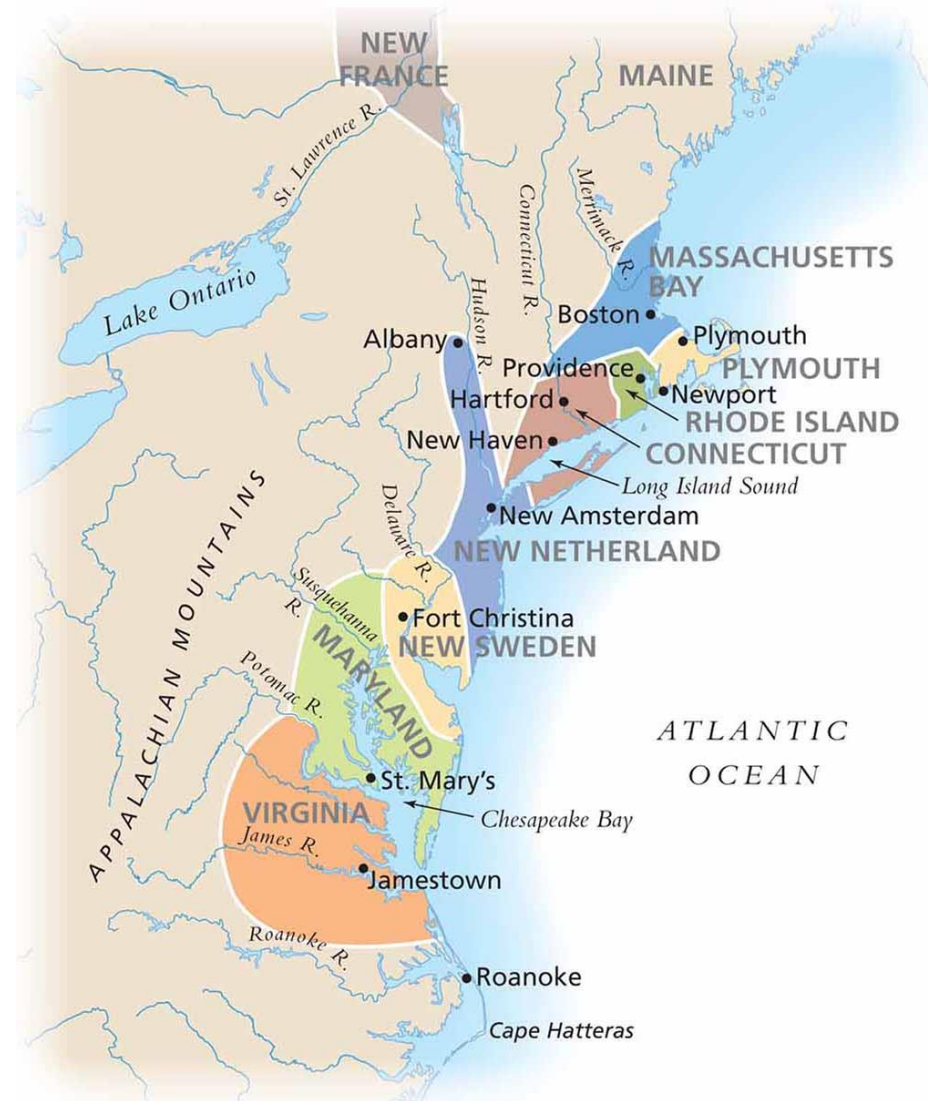 NEW
FRANCE
MAINE
St. Lawrence R.
Connecticut R.
Merrimack R.
MASSACHUSETTS
BAY
Lake Ontario
Hudson R.
Boston
Albany
Plymouth
Providence
PLYMOUTH
Hartford
Newport
RHODE ISLAND
New Haven
CONNECTICUT
Long Island Sound
APPALACHIAN MOUNTAINS
Delaware R.
New Amsterdam
NEW NETHERLAND
Susquehanna
R.
Fort Christina
NEW SWEDEN
MARYLAND
Potomac R.
ATLANTIC
OCEAN
St. Mary's
VIRGINIA
Chesapeake Bay
James R.
Jamestown
Roanoke R.
Roanoke
Cape Hatteras